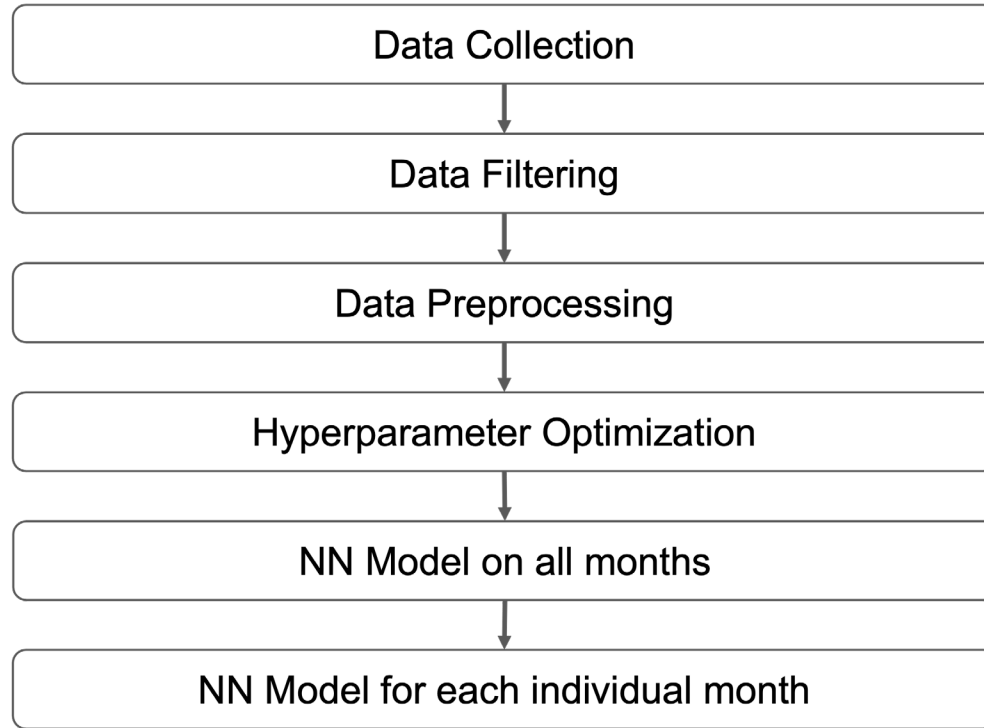 Data Collection
Data Filtering
Data Preprocessing
Hyperparameter Optimization
NN Model on all months
NN Model for each individual month